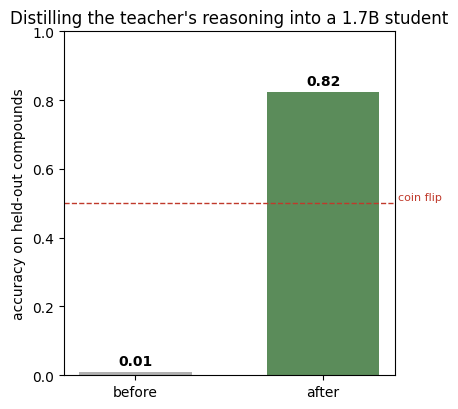 Distilling the teacher's reasoning into a 1.7B student
accuracy on held-out compounds
1.0
0.8
0.6
0.4
0.2
0.0
0.01
0.82
coin flip
before
after